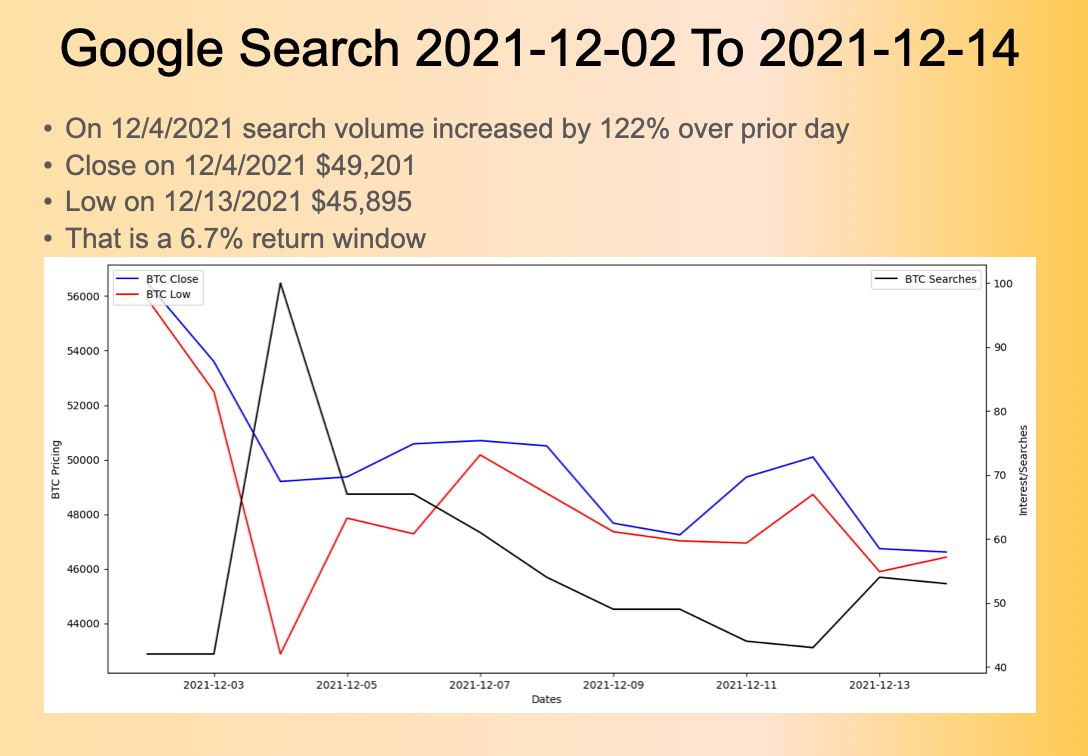 Google Search 2021-12-02 To 2021-12-14
• On 12/4/2021 search volume increased by 122% over prior day
• Close on 12/4/2021 $49,201
• Low on 12/13/2021 $45,895
• That is a 6.7% return window
BTC Close
BTC Low
BTC Searches
56000
54000
52000
50000
48000
46000
44000
BTC Pricing
100
90
80
70
60
50
40
Interest/Searches
2021-12-03 2021-12-05 2021-12-07 2021-12-09 2021-12-11 2021-12-13
Dates